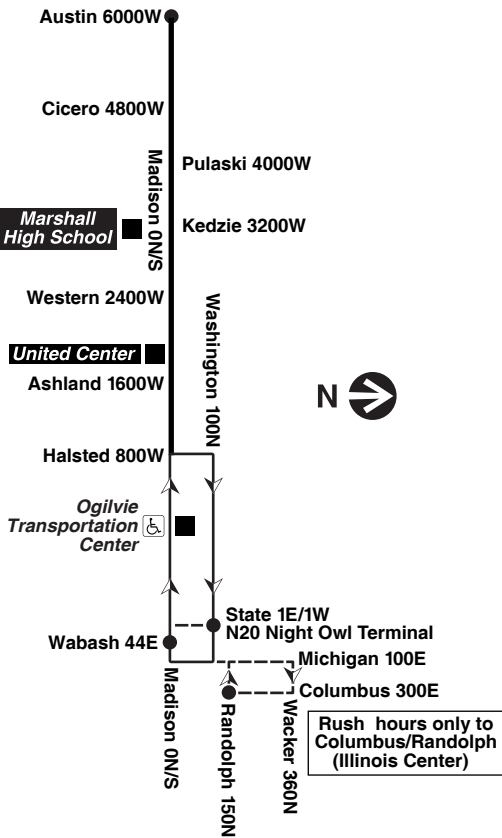 Austin 6000W
Cicero 4800W
Madison 0N/S
Pulaski 4000W
Marshall
High School
Kedzie 3200W
Western 2400W
Washington 100N
United Center
Ashland 1600W
N
Halsted 800W
Ogilvie
Transportation
Center
State 1E/1W
N20 Night Owl Terminal
Wabash 44E
Michigan 100E
Madison 0N/S
Columbus 300E
Randolph 150N
Wacker 360N
Rush hours only to
Columbus/Randolph
(Illinois Center)